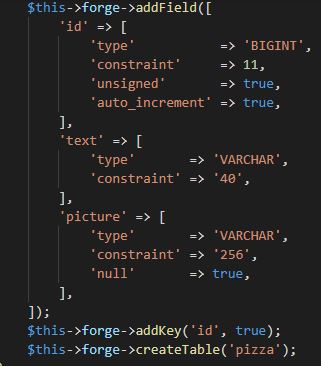 $this->forge->addField([
    'id' => [
        'type'           => 'BIGINT',
        'constraint'     => 11,
        'unsigned'       => true,
        'auto_increment' => true,
    ],
    'text' => [
        'type'       => 'VARCHAR',
        'constraint' => '40',
    ],
    'picture' => [
        'type'       => 'VARCHAR',
        'constraint' => '256',
        'null'       => true,
    ],
]);
$this->forge->addKey('id', true);
$this->forge->createTable('pizza');